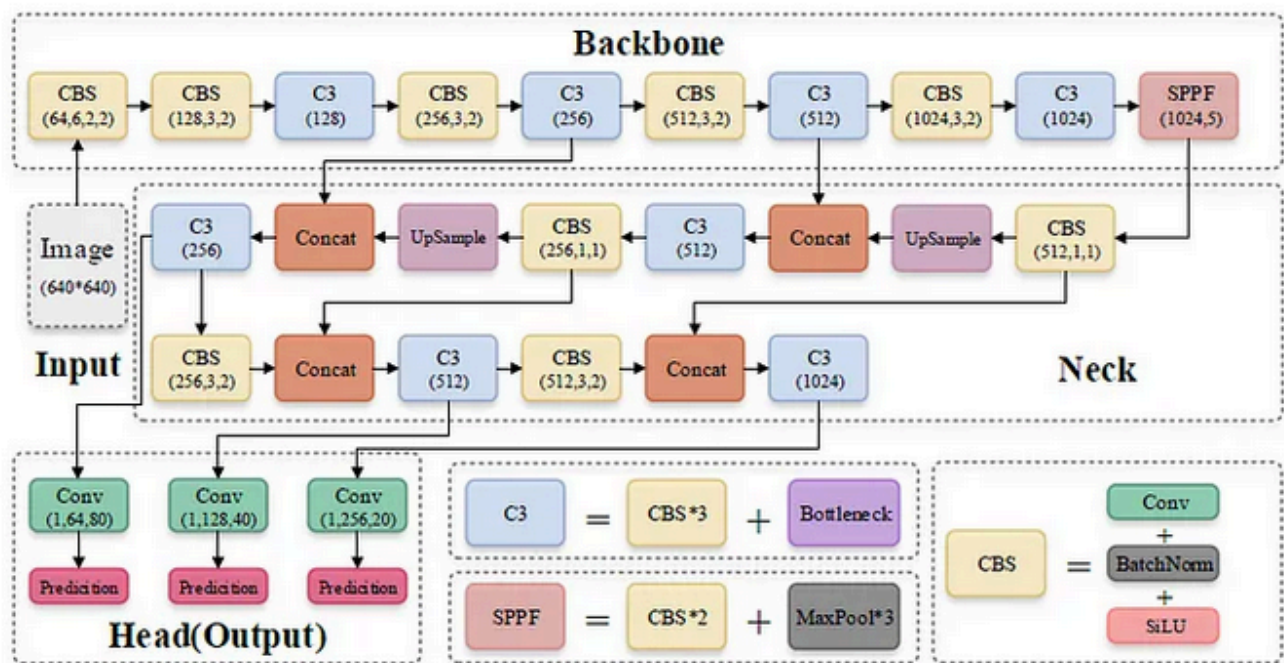 Backbone
CBS
(64,6,2,2)
CBS
(128,3,2)
C3
(128)
CBS
(256,3,2)
C3
(256)
CBS
(512,3,2)
C3
(512)
CBS
(1024,3,2)
C3
(1024)
SPPF
(1024,5)
Image
(640*640)
Input
C3
(256)
Concat
UpSample
CBS
(256,1,1)
C3
(512)
Concat
UpSample
CBS
(512,1,1)
CBS
(256,3,2)
Concat
C3
(512)
CBS
(512,3,2)
Concat
C3
(1024)
Neck
Conv
(1,64,80)
Conv
(1,128,40)
Conv
(1,256,20)
Predicition
Predicition
Predicition
Head(Output)
C3
=
CBS*3
+
Bottleneck
SPPF
=
CBS*2
+
MaxPool*3
CBS
=
Conv
+
BatchNorm
+
SiLU